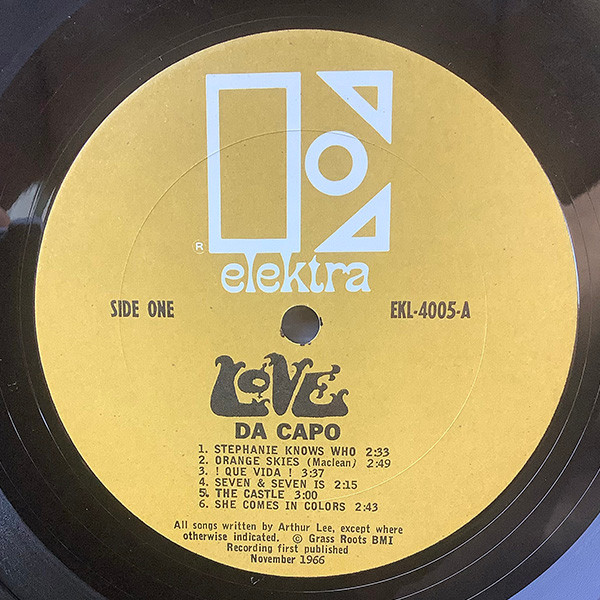 ®
elektra
SIDE ONE
EKL-4005-A
LOVE
DA CAPO
1. STEPHANIE KNOWS WHO 2:33
2. ORANGE SKIES (Maclean) 2:49
3. ! QUE VIDA ! 3:37
4. SEVEN & SEVEN IS 2:15
5. THE CASTLE 3:00
6. SHE COMES IN COLORS 2:43
All songs written by Arthur Lee, except where
otherwise indicated. © Grass Roots BMI
Recording first published
November 1966